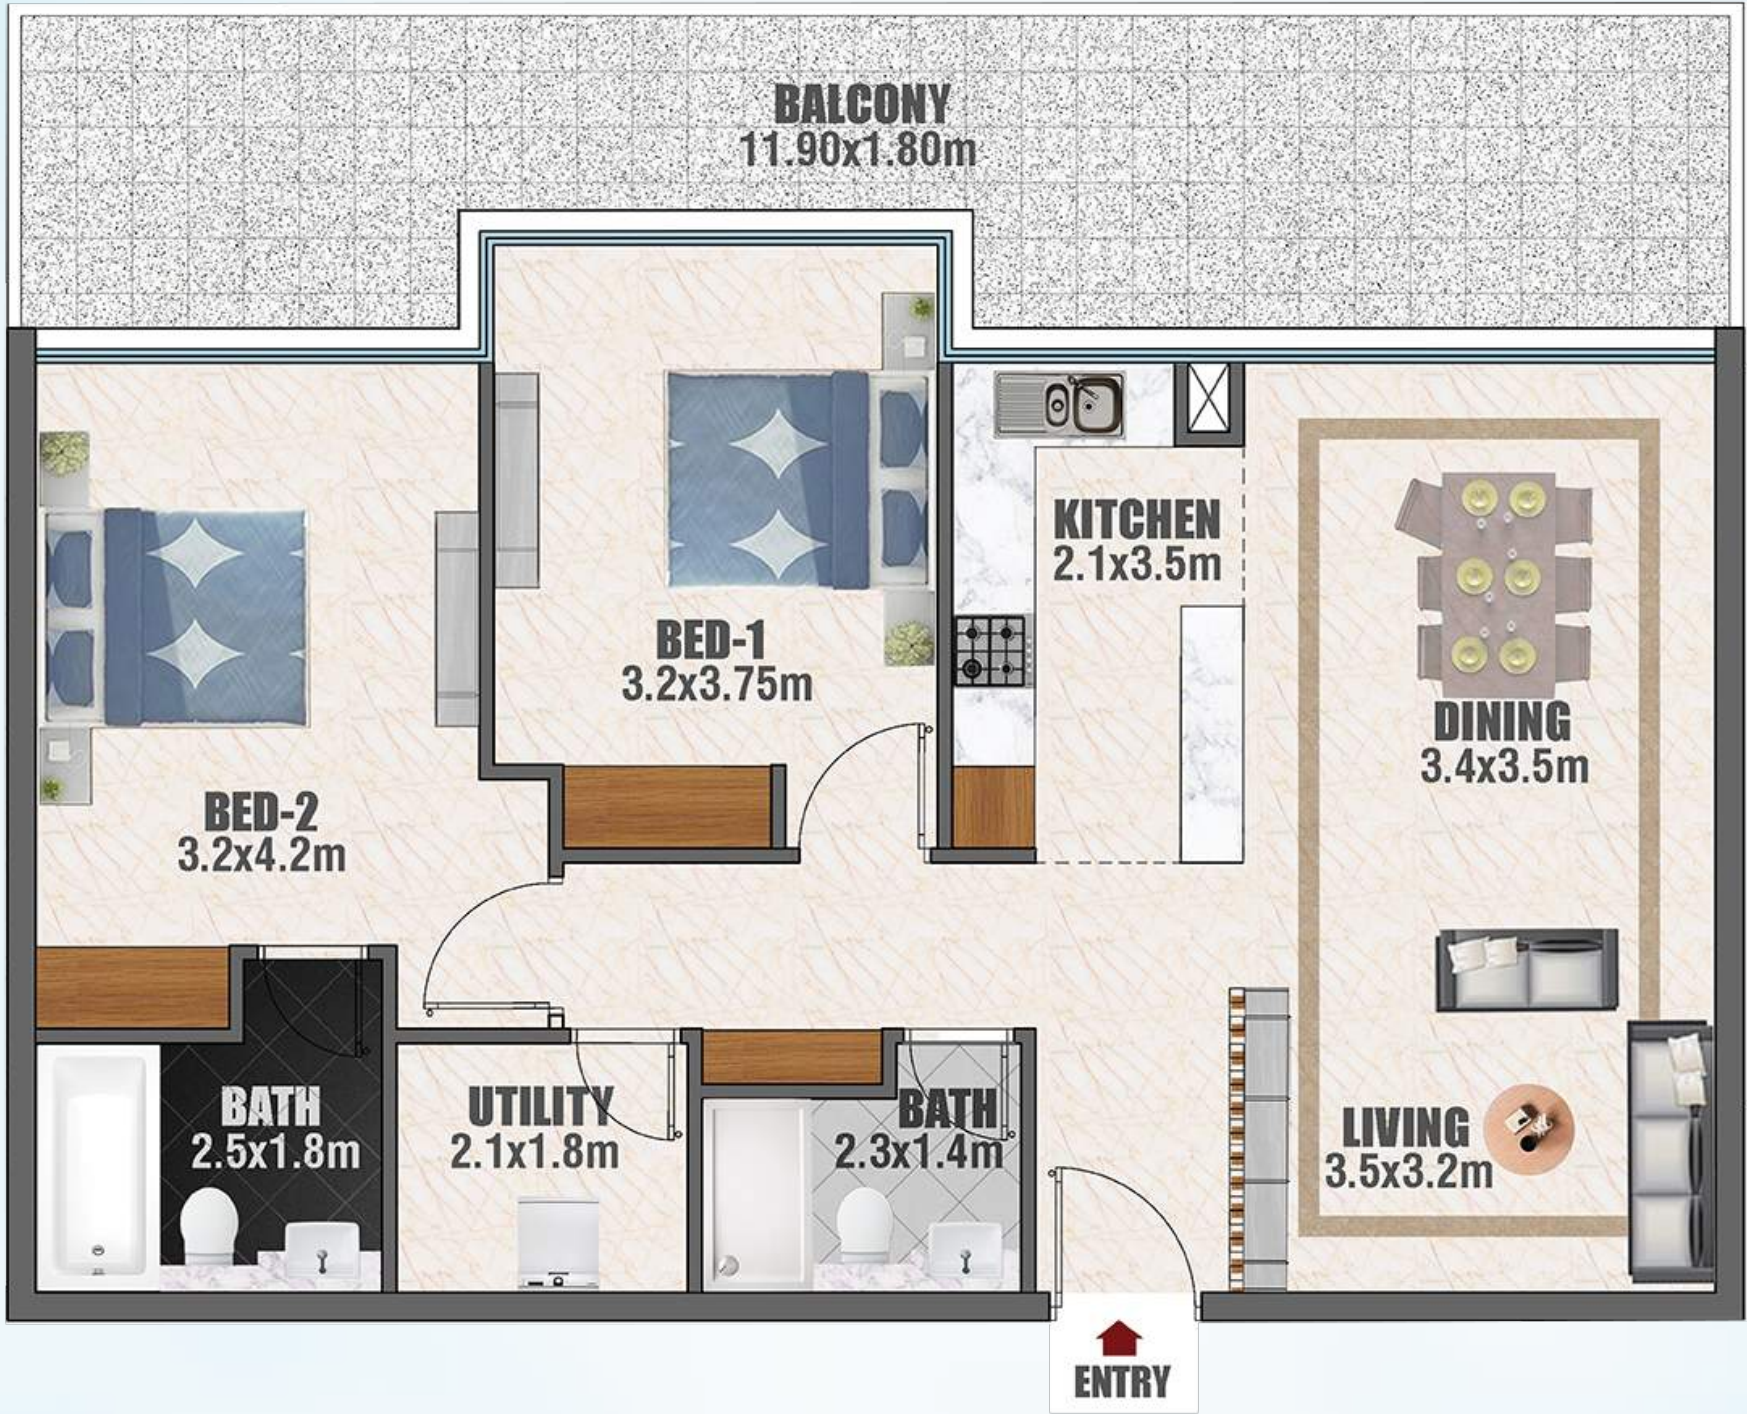 BALCONY
11.90x1.80m
KITCHEN
2.1x3.5m
BED-1
3.2x3.75m
DINING
3.4x3.5m
BED-2
3.2x4.2m
BATH
2.5x1.8m
UTILITY
2.1x1.8m
BATH
2.3x1.4m
LIVING
3.5x3.2m
ENTRY